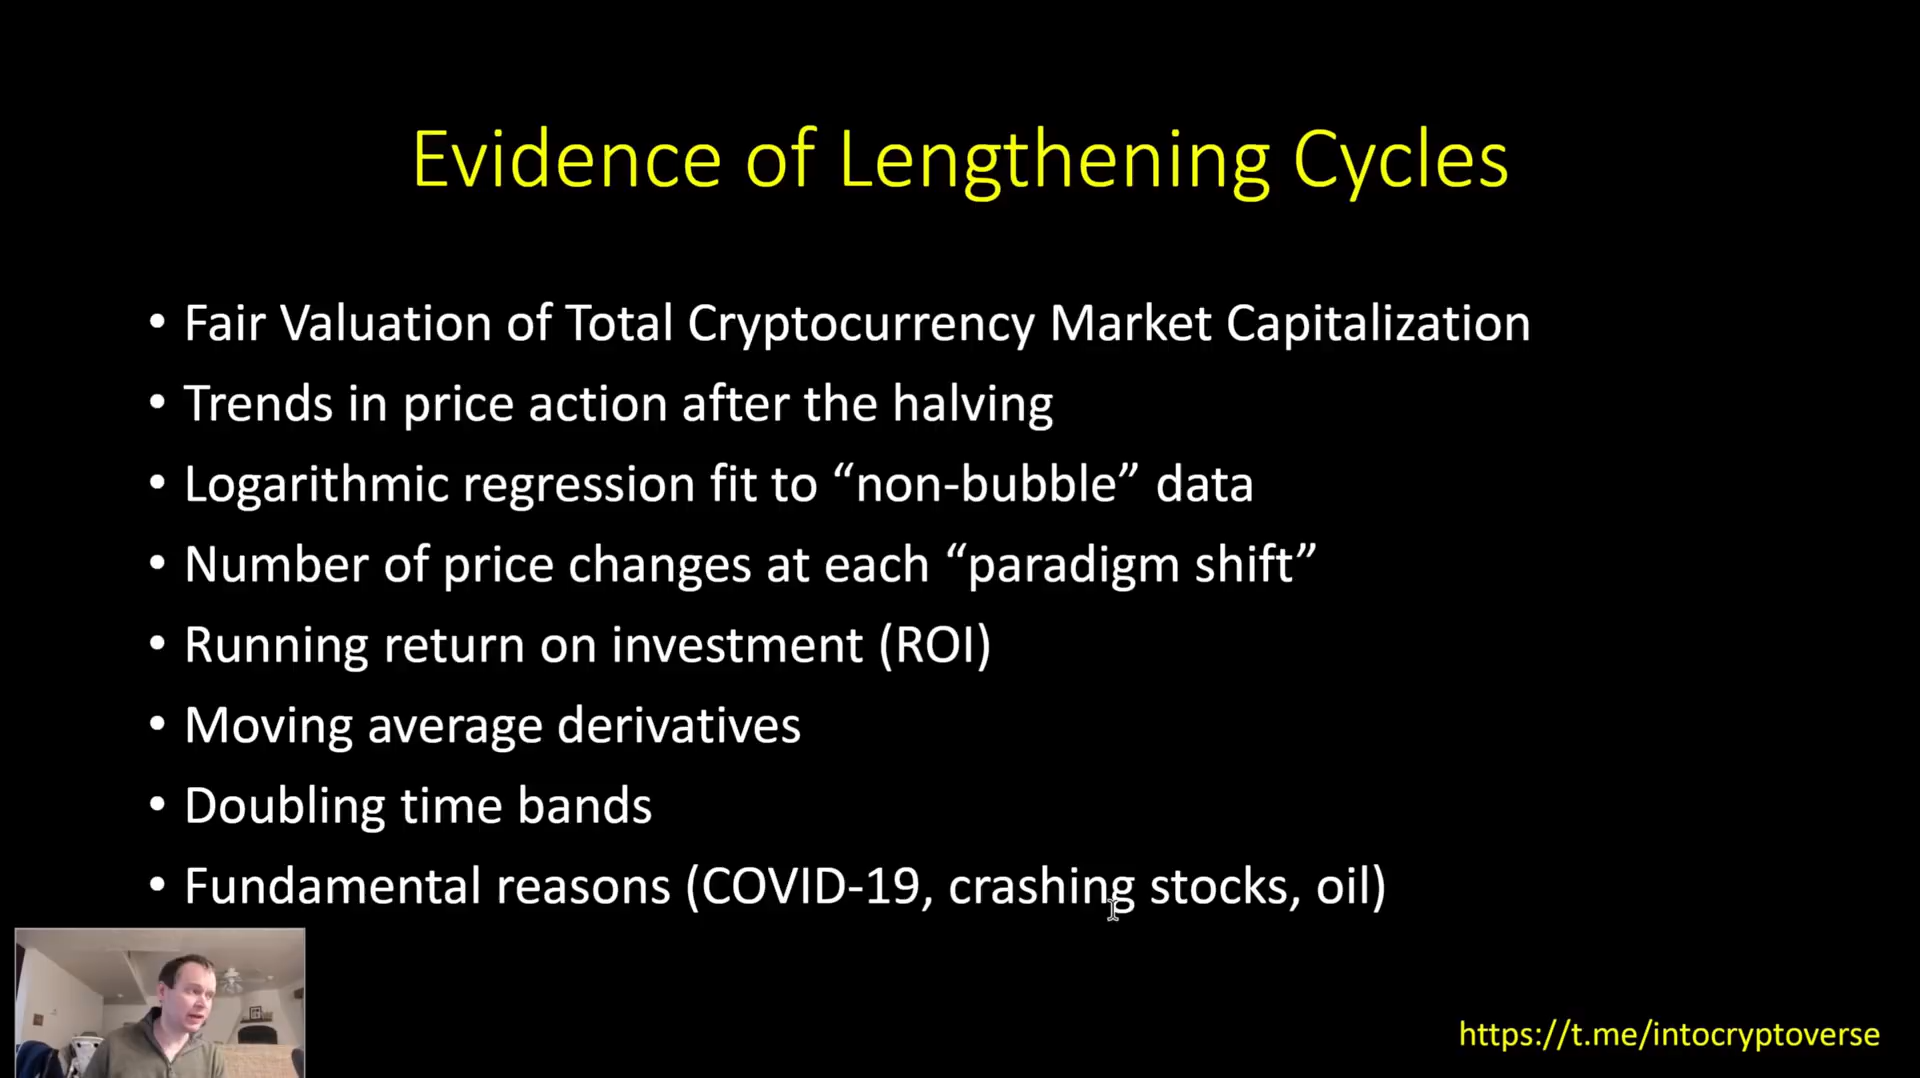 Evidence of Lengthening Cycles
• Fair Valuation of Total Cryptocurrency Market Capitalization
• Trends in price action after the halving
• Logarithmic regression fit to “non-bubble” data
• Number of price changes at each “paradigm shift”
• Running return on investment (ROI)
• Moving average derivatives
• Doubling time bands
• Fundamental reasons (COVID-19, crashing stocks, oil)
https://t.me/intocryptoverse